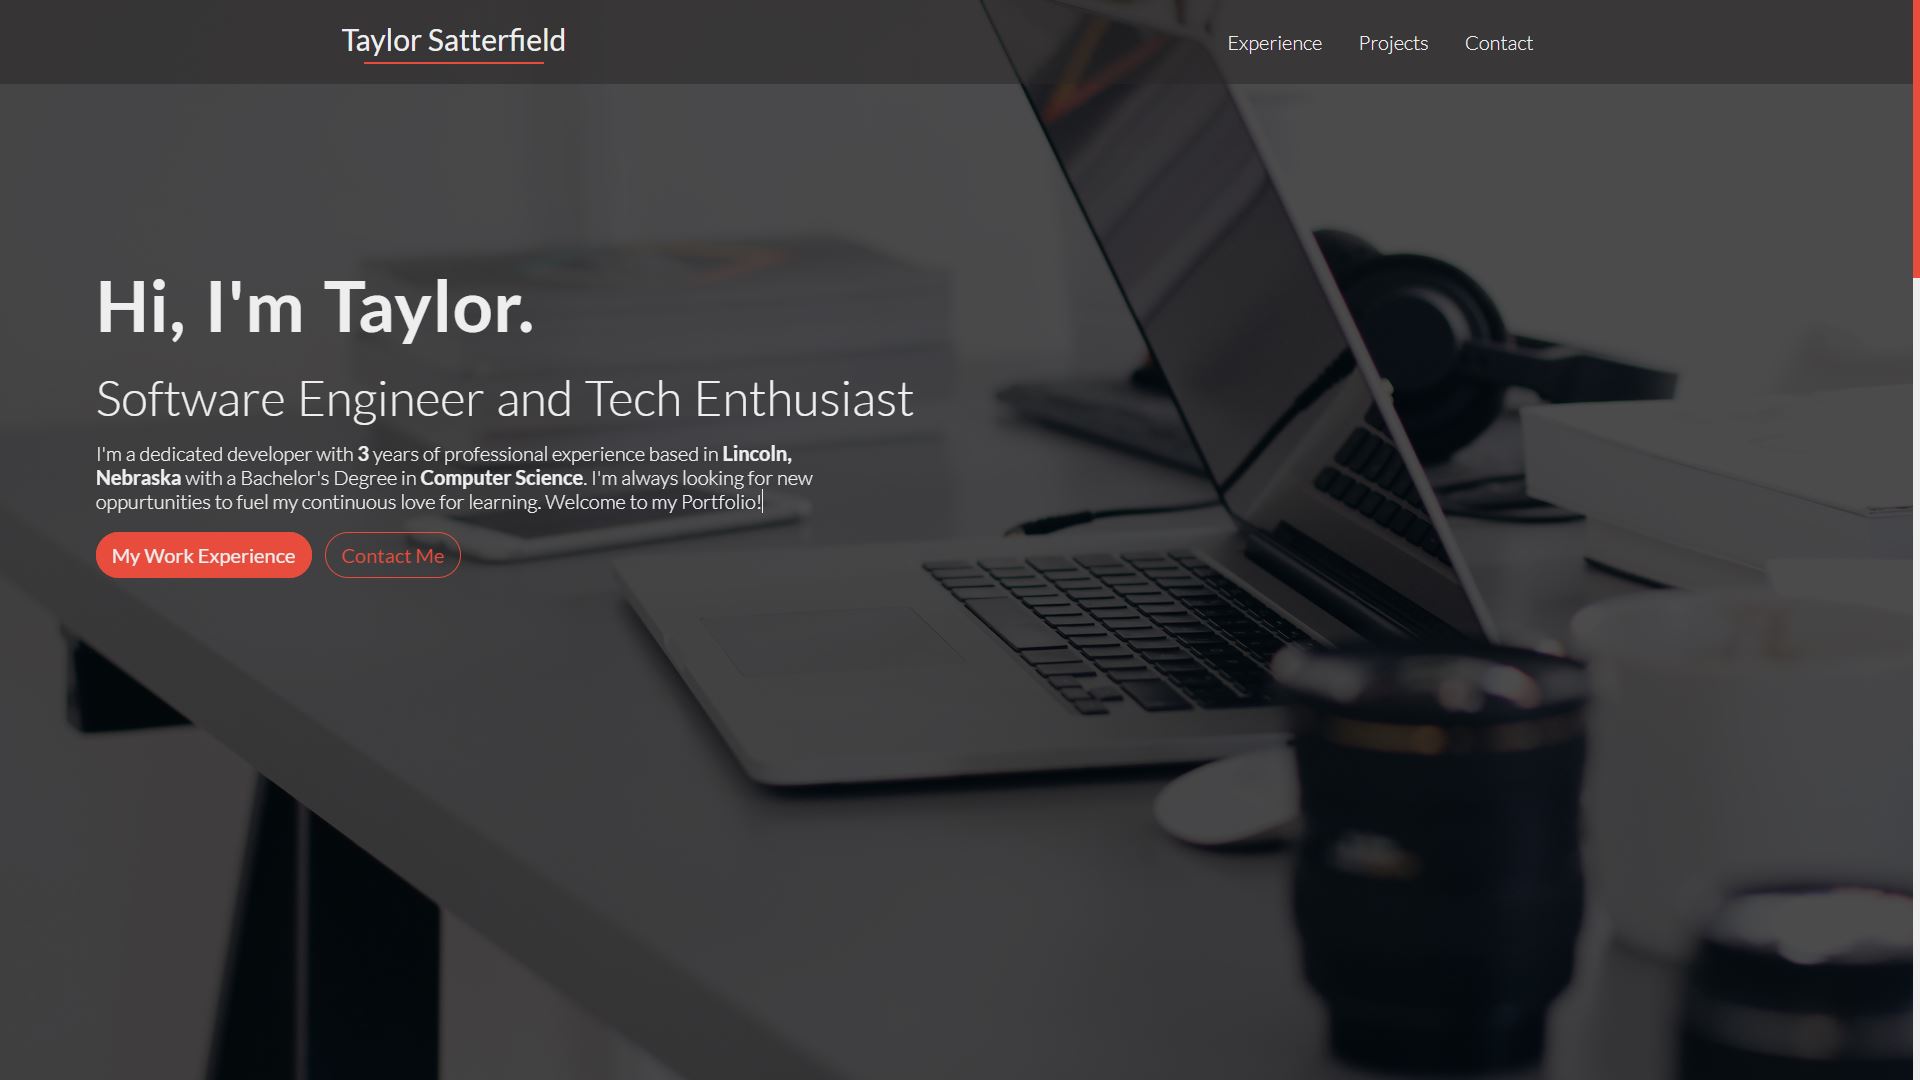 Taylor Satterfield
Experience
Projects
Contact
Hi, I'm Taylor.
Software Engineer and Tech Enthusiast
I'm a dedicated developer with 3 years of professional experience based in Lincoln,
Nebraska with a Bachelor's Degree in Computer Science. I'm always looking for new
oppurtunities to fuel my continuous love for learning. Welcome to my Portfolio!
My Work Experience
Contact Me